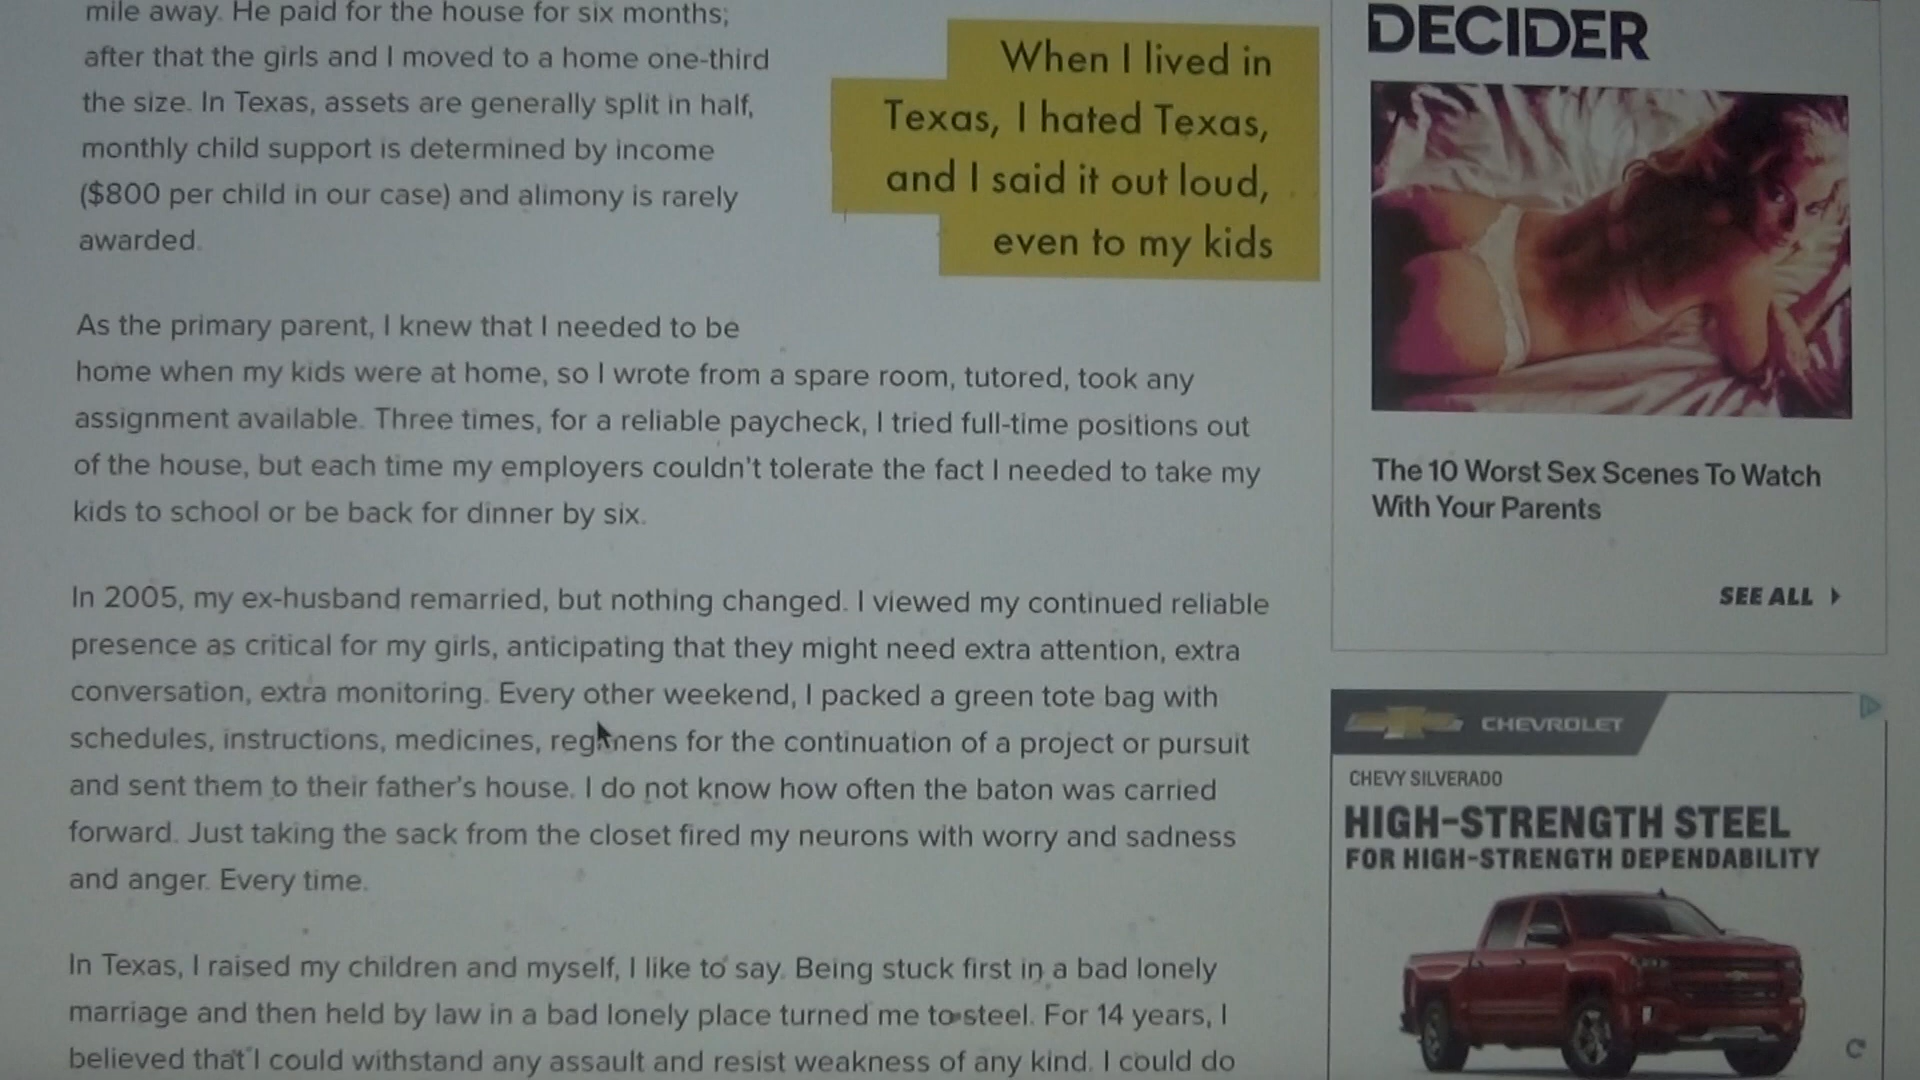 mile away. He paid for the house for six months;
after that the girls and I moved to a home one-third
the size. In Texas, assets are generally split in half,
monthly child support is determined by income
($800 per child in our case) and alimony is rarely
awarded.
When I lived in
Texas, I hated Texas,
and I said it out loud,
even to my kids
As the primary parent, I knew that I needed to be
home when my kids were at home, so I wrote from a spare room, tutored, took any
assignment available. Three times, for a reliable paycheck, I tried full-time positions out
of the house, but each time my employers couldn't tolerate the fact I needed to take my
kids to school or be back for dinner by six.
In 2005, my ex-husband remarried, but nothing changed. I viewed my continued reliable
presence as critical for my girls, anticipating that they might need extra attention, extra
conversation, extra monitoring. Every other weekend, I packed a green tote bag with
schedules, instructions, medicines, regimens for the continuation of a project or pursuit
and sent them to their father's house. I do not know how often the baton was carried
forward. Just taking the sack from the closet fired my neurons with worry and sadness
and anger. Every time.
In Texas, I raised my children and myself, I like to say. Being stuck first in a bad lonely
marriage and then held by law in a bad lonely place turned me to steel. For 14 years, I
believed that I could withstand any assault and resist weakness of any kind. I could do
DECIDER
The 10 Worst Sex Scenes To Watch
With Your Parents
SEE ALL
CHEVROLET
CHEVY SILVERADO
HIGH-STRENGTH STEEL
FOR HIGH-STRENGTH DEPENDABILITY